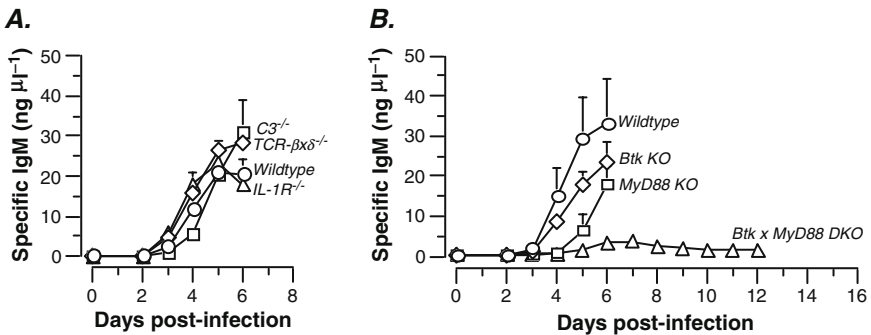 A.
Specific IgM (ng μl⁻¹)
50
40
30
20
10
0
C3⁻/⁻
TCR-βxδ⁻/⁻
Wildtype
IL-1R⁻/⁻
0 2 4 6 8
Days post-infection
B.
Specific IgM (ng μl⁻¹)
50
40
30
20
10
0
Wildtype
Btk KO
MyD88 KO
Btk x MyD88 DKO
0 2 4 6 8 10 12 14 16
Days post-infection